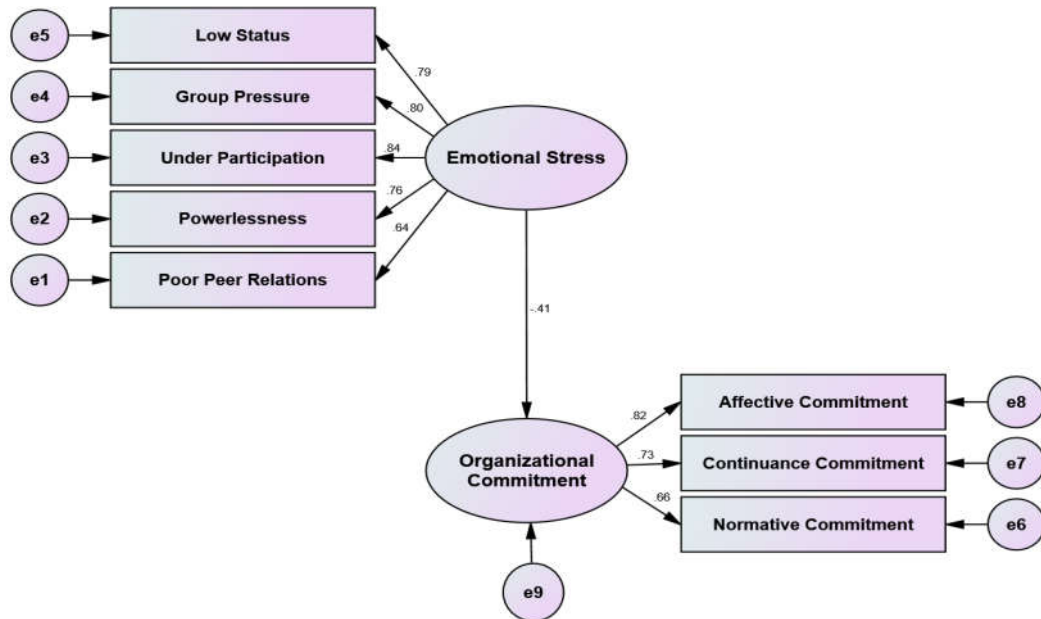 e5
Low Status
.79
e4
Group Pressure
.80
e3
Under Participation
.84
Emotional Stress
e2
Powerlessness
.76
e1
Poor Peer Relations
.64
-.41
Affective Commitment
e8
.82
Organizational
Commitment
.73
Continuance Commitment
e7
.66
Normative Commitment
e6
e9